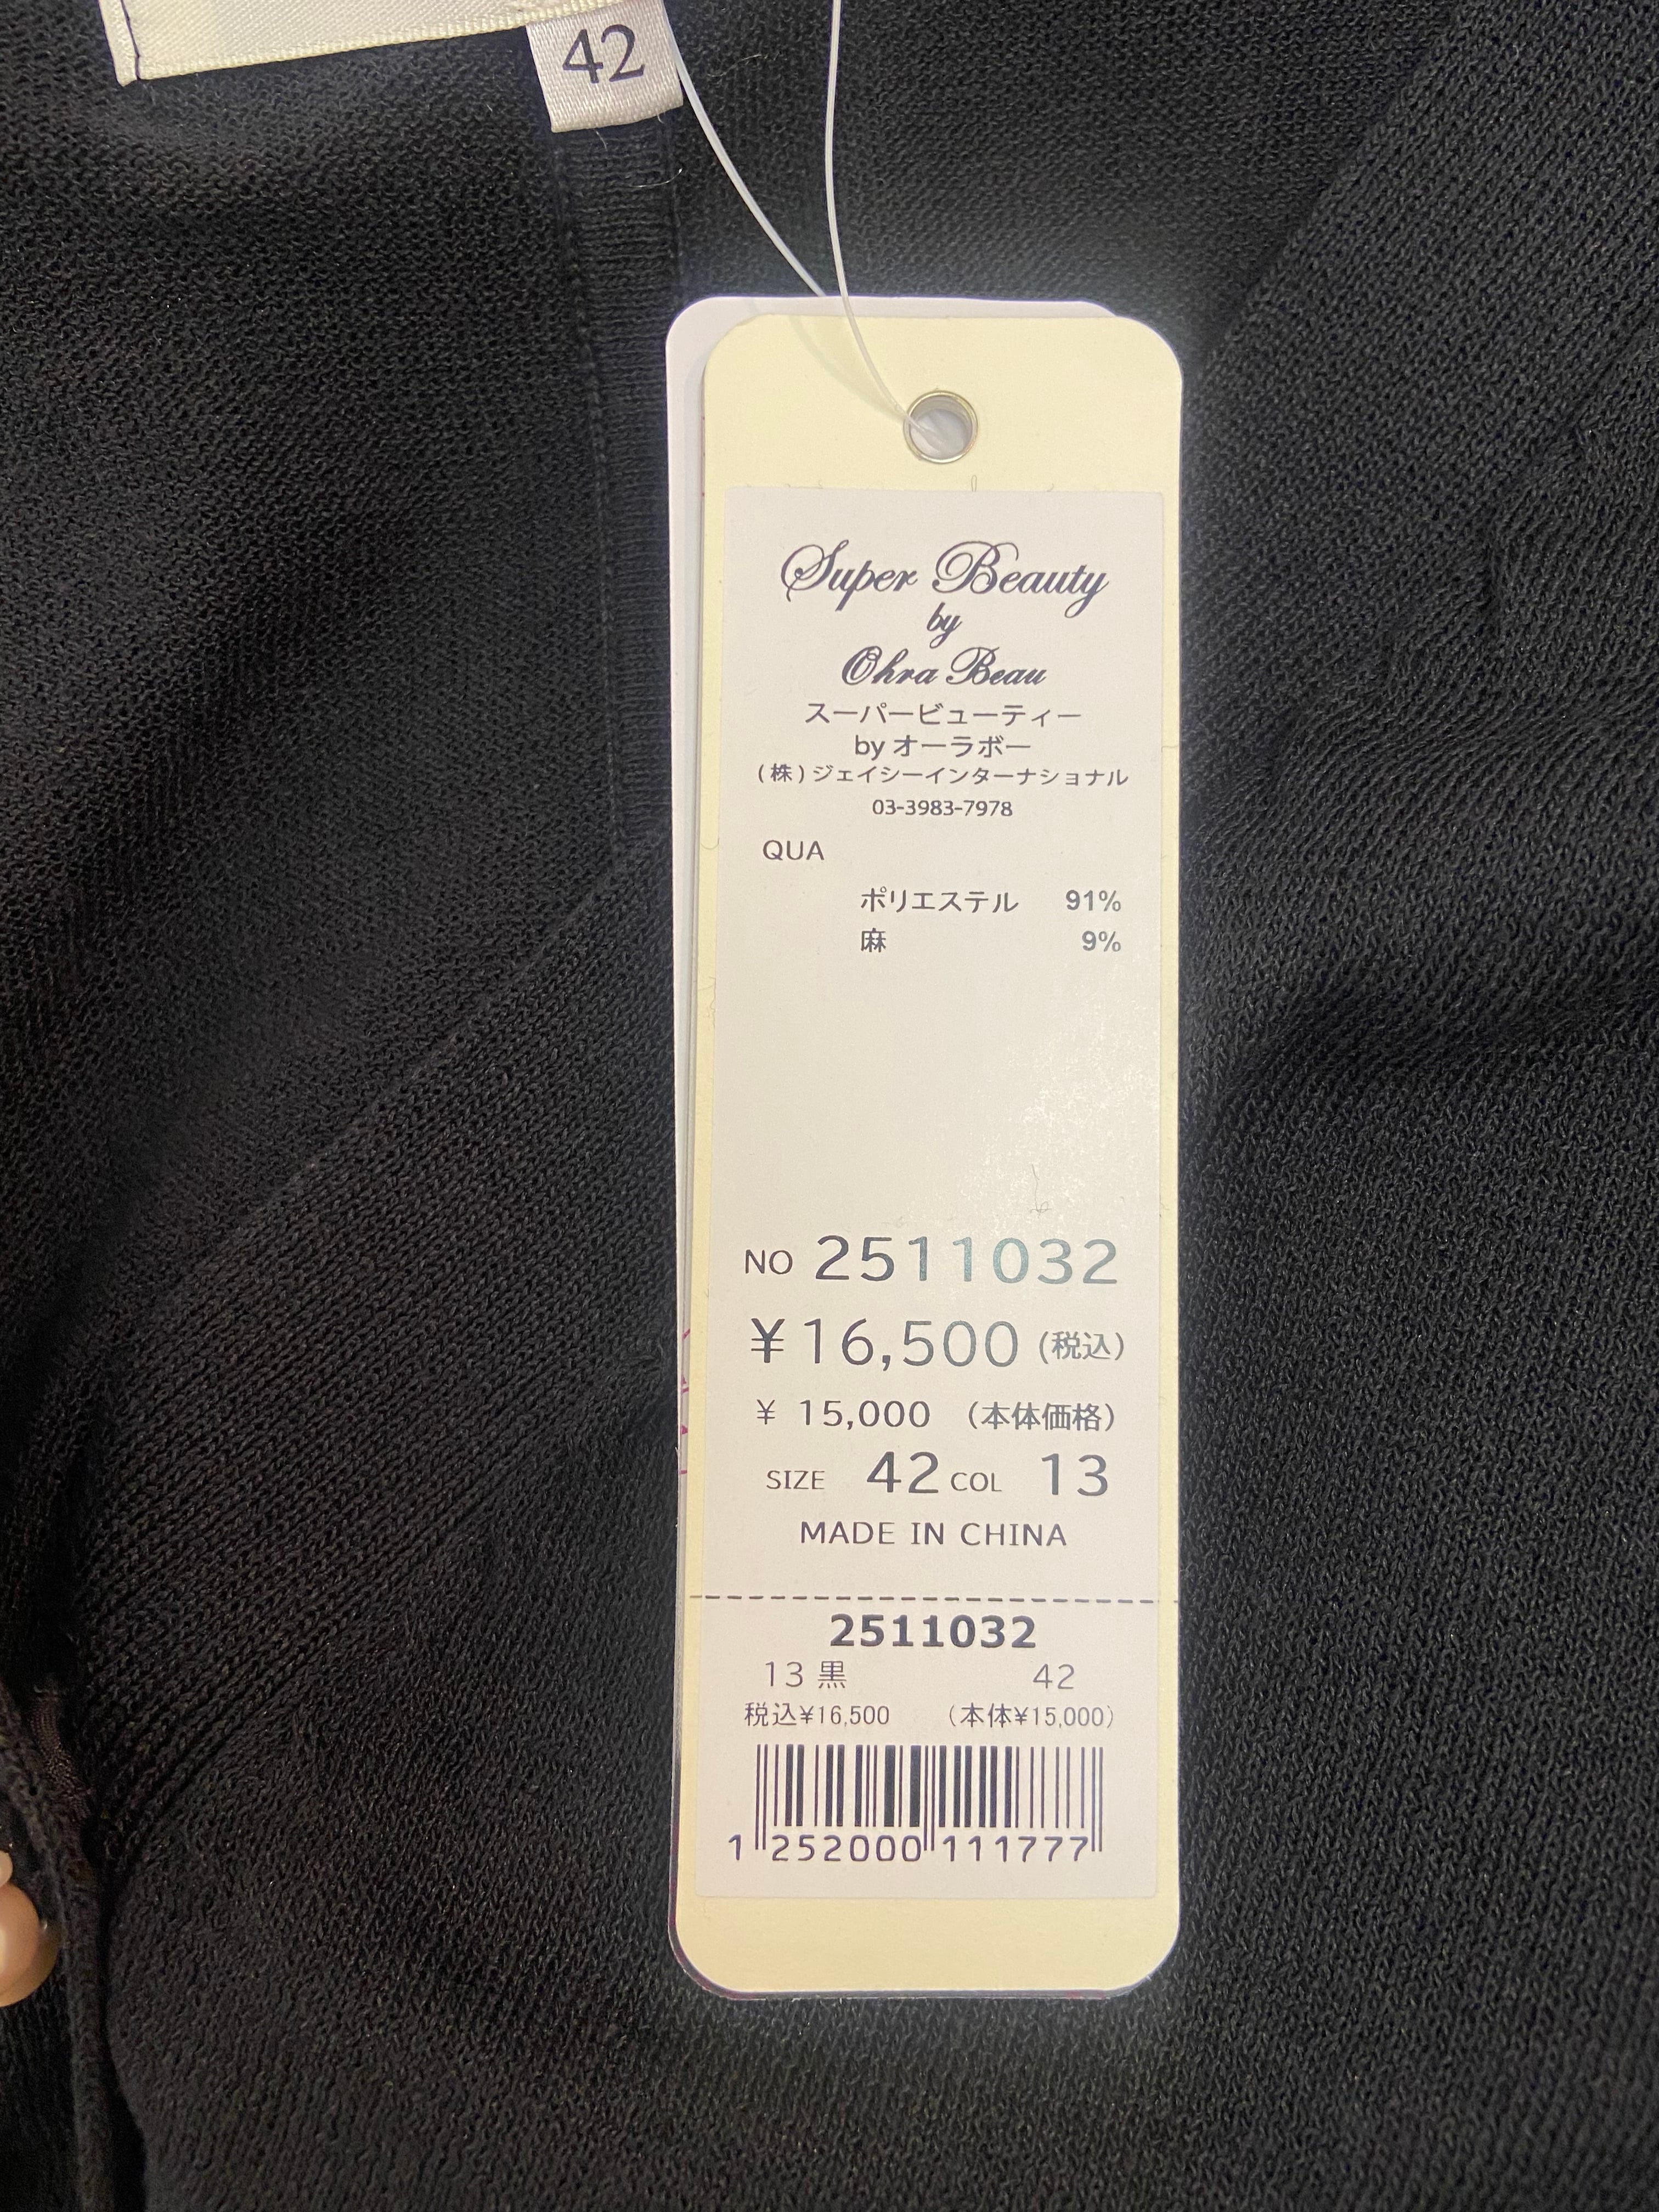 42
Super Beauty
by
Ohra Beau
スーパービューティー
by オーラボー
(株)ジェイシーインターナショナル
03-3983-7978
QUA
ポリエステル 91%
麻 9%
NO 2511032
¥16,500 (税込)
¥ 15,000 (本体価格)
SIZE 42 COL 13
MADE IN CHINA
2511032
13 黒 42
税込¥16,500 (本体¥15,000)
1 252000 111777